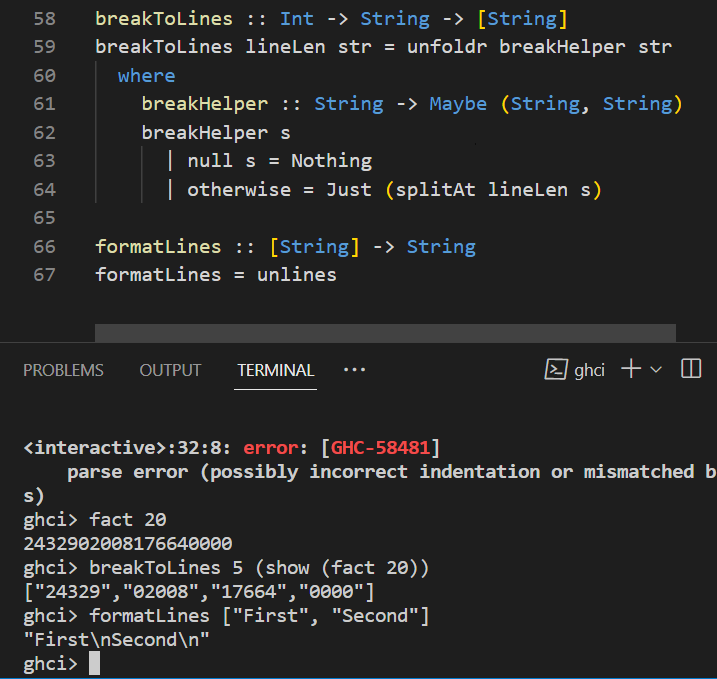 58 breakToLines :: Int -> String -> [String]
59 breakToLines lineLen str = unfoldr breakHelper str
60 where
61 breakHelper :: String -> Maybe (String, String)
62 breakHelper s
63 | null s = Nothing
64 | otherwise = Just (splitAt lineLen s)
65
66 formatLines :: [String] -> String
67 formatLines = unlines
PROBLEMS OUTPUT TERMINAL ··· ghci
<interactive>:32:8: error: [GHC-58481]
parse error (possibly incorrect indentation or mismatched b
s)
ghci> fact 20
2432902008176640000
ghci> breakToLines 5 (show (fact 20))
["24329","02008","17664","0000"]
ghci> formatLines ["First", "Second"]
"First\nSecond\n"
ghci>